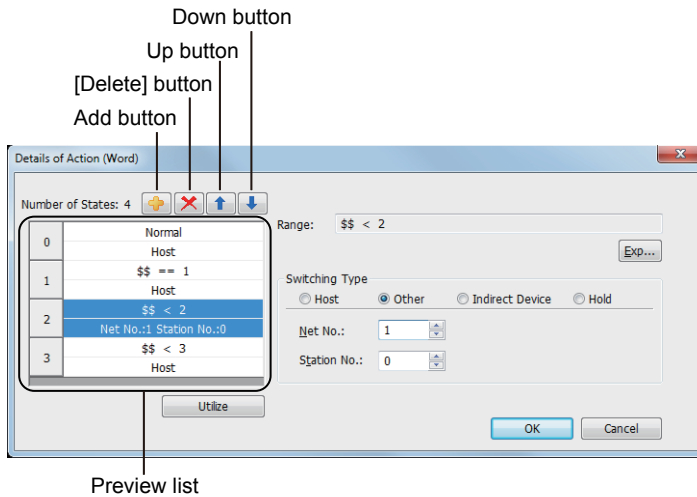 Down button
Up button
[Delete] button
Add button
Details of Action (Word)
Number of States: 4
0
Normal
Host
1
$$ == 1
Host
2
$$ < 2
Net No.:1 Station No.:0
3
$$ < 3
Host
Utilize
Range: $$ < 2
Exp...
Switching Type
Host Other Indirect Device Hold
Net No.: 1
Station No.: 0
OK Cancel
Preview list